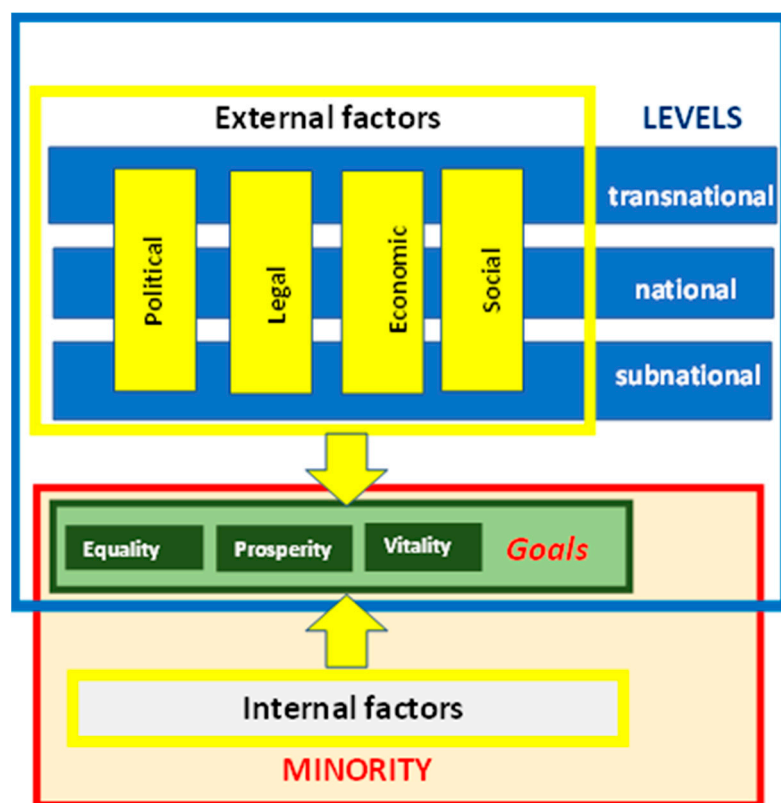 External factors
LEVELS
transnational
national
subnational
Political
Legal
Economic
Social
Equality
Prosperity
Vitality
Goals
Internal factors
MINORITY